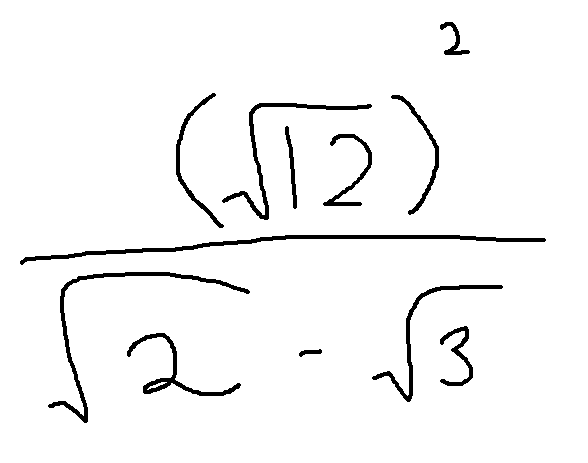 (√12)²
√2 - √3